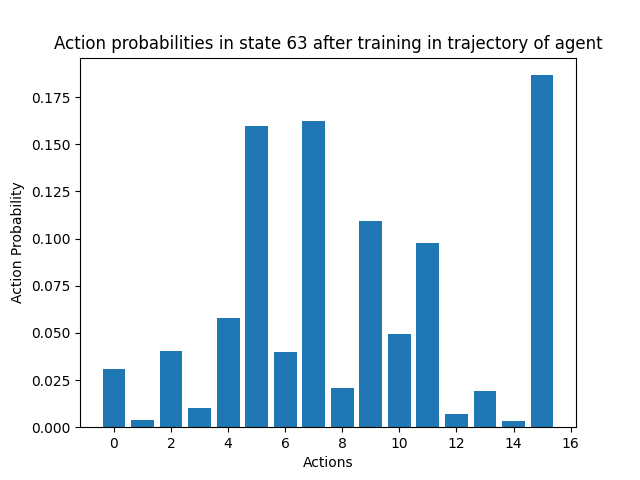 Action probabilities in state 63 after training in trajectory of agent
0.175
0.150
0.125
0.100
0.075
0.050
0.025
0.000
Action Probability
0 2 4 6 8 10 12 14 16
Actions